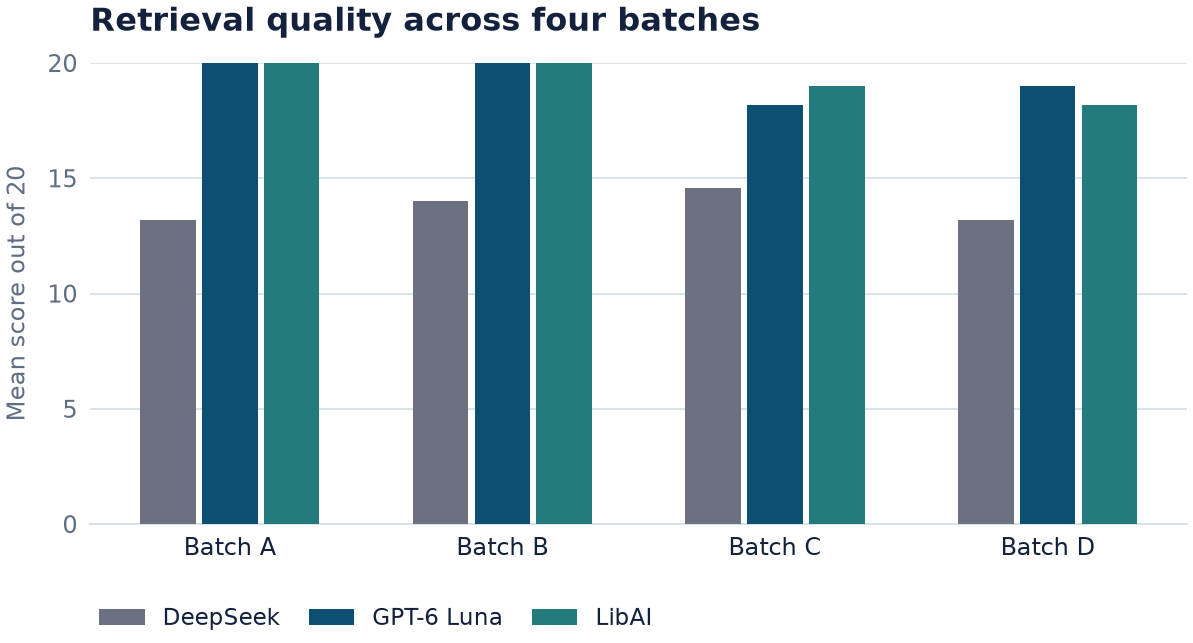 Retrieval quality across four batches
Mean score out of 20
20
15
10
5
0
Batch A Batch B Batch C Batch D
DeepSeek GPT-6 Luna LibAI